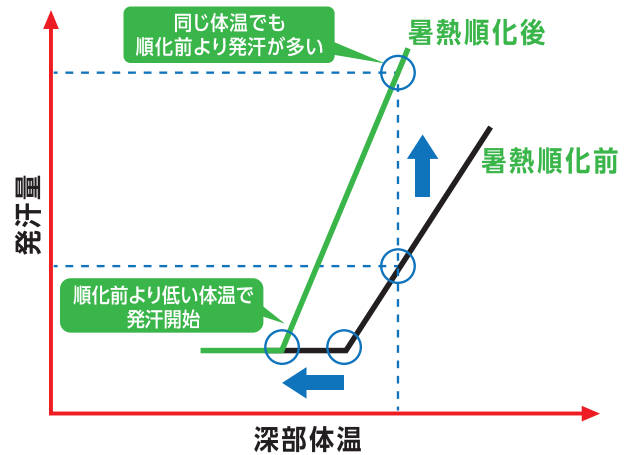 同じ体温でも
順化前より発汗が多い
暑熱順化後
暑熱順化前
発汗量
順化前より低い体温で
発汗開始
深部体温